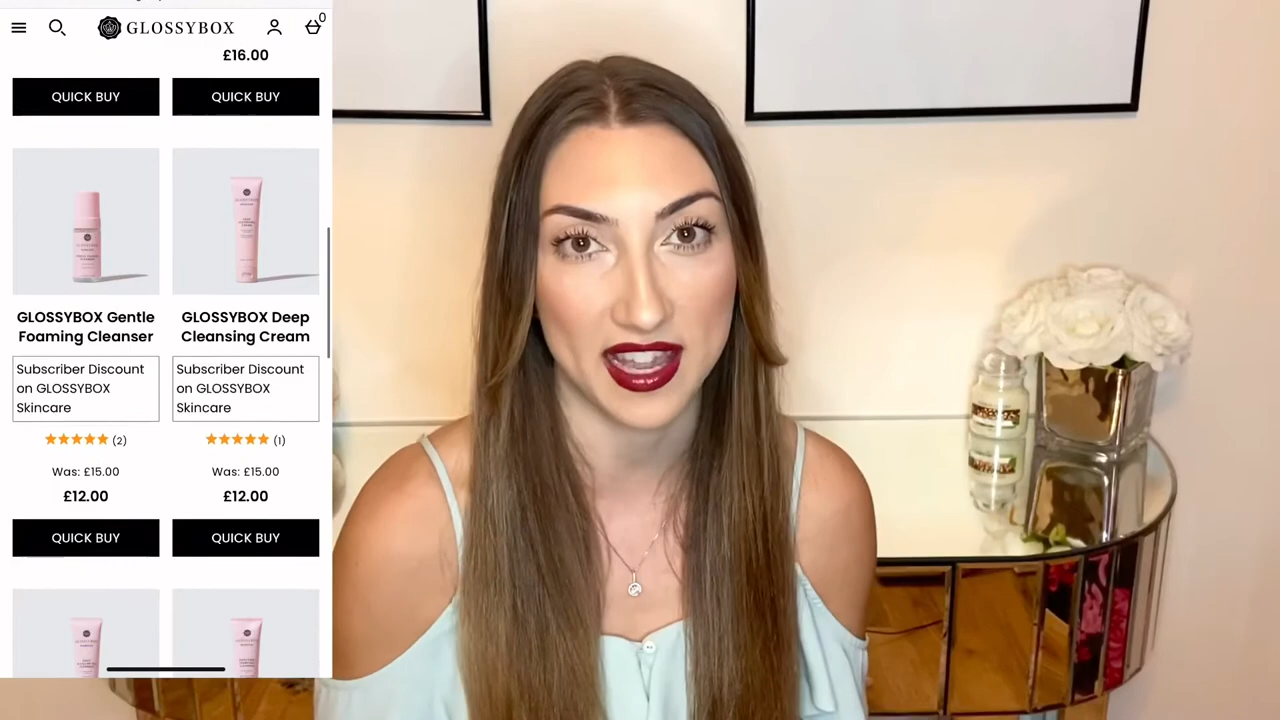 GLOSSYBOX
0
£16.00
QUICK BUY
QUICK BUY
GLOSSYBOX Gentle
Foaming Cleanser
GLOSSYBOX Deep
Cleansing Cream
Subscriber Discount
on GLOSSYBOX
Skincare
Subscriber Discount
on GLOSSYBOX
Skincare
(2)
(1)
Was: £15.00
Was: £15.00
£12.00
£12.00
QUICK BUY
QUICK BUY